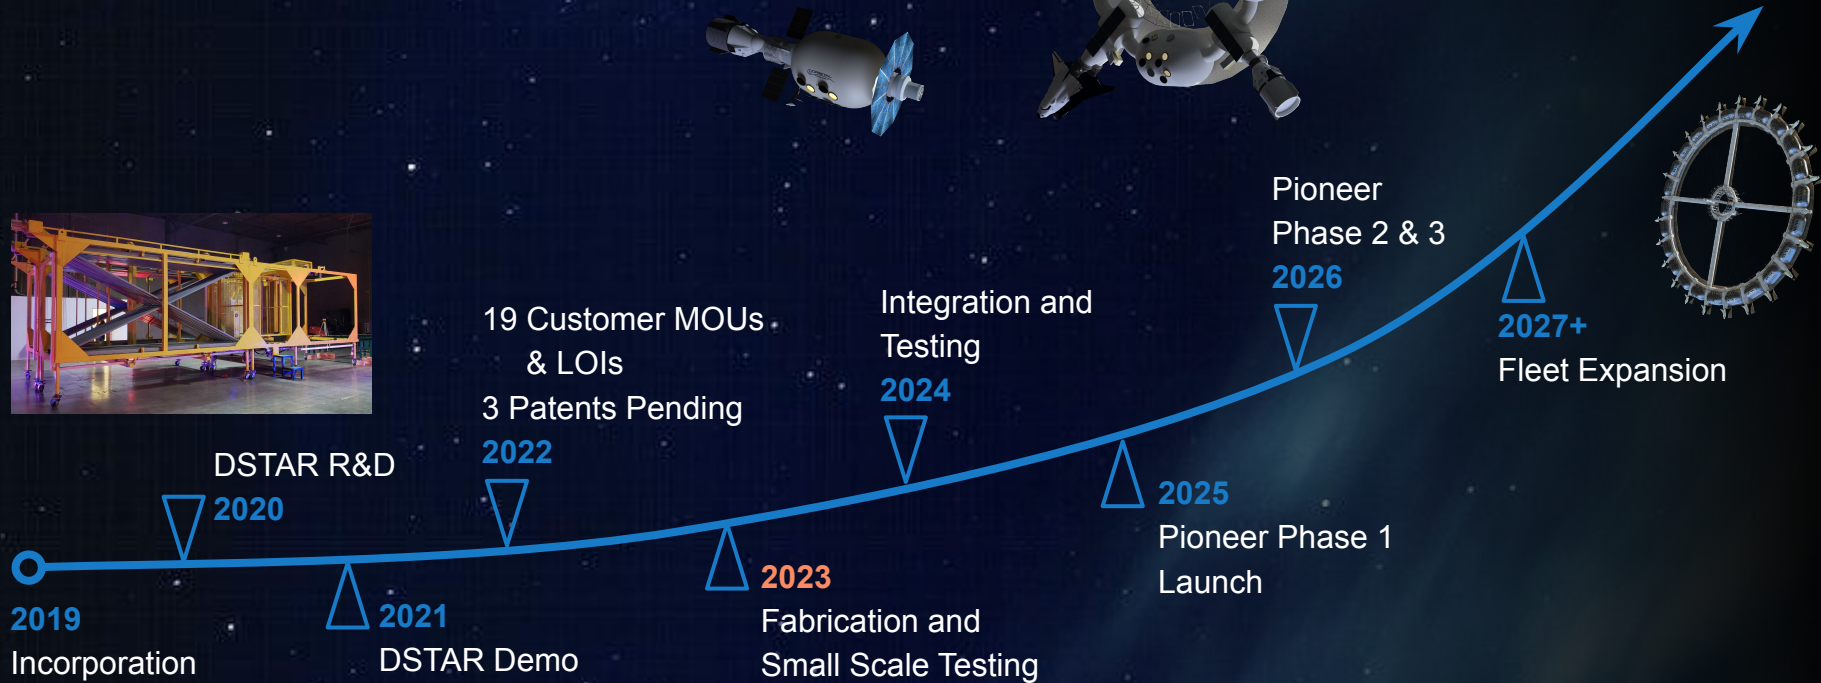 2019
Incorporation
DSTAR R&D
2020
2021
DSTAR Demo
19 Customer MOUs
& LOIs
3 Patents Pending
2022
2023
Fabrication and
Small Scale Testing
Integration and
Testing
2024
2025
Pioneer Phase 1
Launch
Pioneer
Phase 2 & 3
2026
2027+
Fleet Expansion